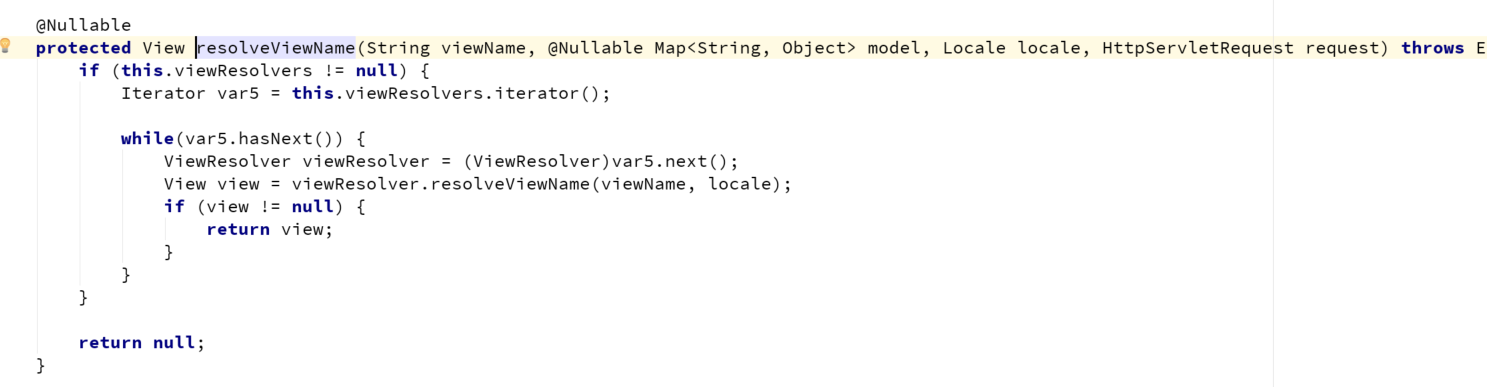 @Nullable
protected View resolveViewName(String viewName, @Nullable Map<String, Object> model, Locale locale, HttpServletRequest request) throws E
if (this.viewResolvers != null) {
Iterator var5 = this.viewResolvers.iterator();
while(var5.hasNext()) {
ViewResolver viewResolver = (ViewResolver)var5.next();
View view = viewResolver.resolveViewName(viewName, locale);
if (view != null) {
return view;
}
}
}
return null;
}